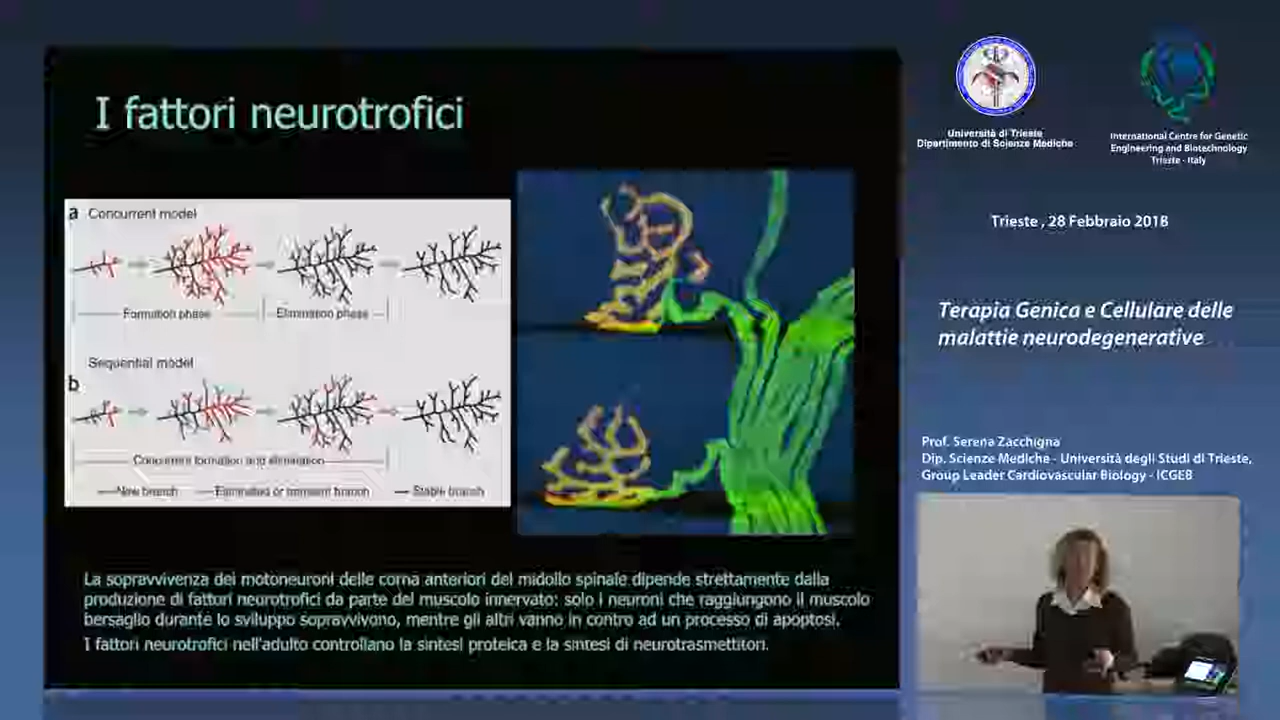 I fattori neurotrofici
a Concurrent model
Formation phase
Elimination phase
Sequential model
b
Concurrent formation and elimination
New branch
Eliminated or transient branch
Stable branch
La sopravvivenza dei motoneuroni delle corna anteriori del midollo spinale dipende strettamente dalla
produzione di fattori neurotrofici da parte del muscolo innervato: solo i neuroni che raggiungono il muscolo
bersaglio durante lo sviluppo sopravvivono, mentre gli altri vanno in contro ad un processo di apoptosi.
I fattori neurotrofici nell'adulto controllano la sintesi proteica e la sintesi di neurotrasmettitori.
Università di Trieste
Dipartimento di Scienze Mediche
International Centre for Genetic
Engineering and Biotechnology
Trieste - Italy
Trieste , 28 Febbraio 2018
Terapia Genica e Cellulare delle
malattie neurodegenerative
Prof. Serena Zacchigna
Dip. Scienze Mediche - Università degli Studi di Trieste,
Group Leader Cardiovascular Biology - ICGEB